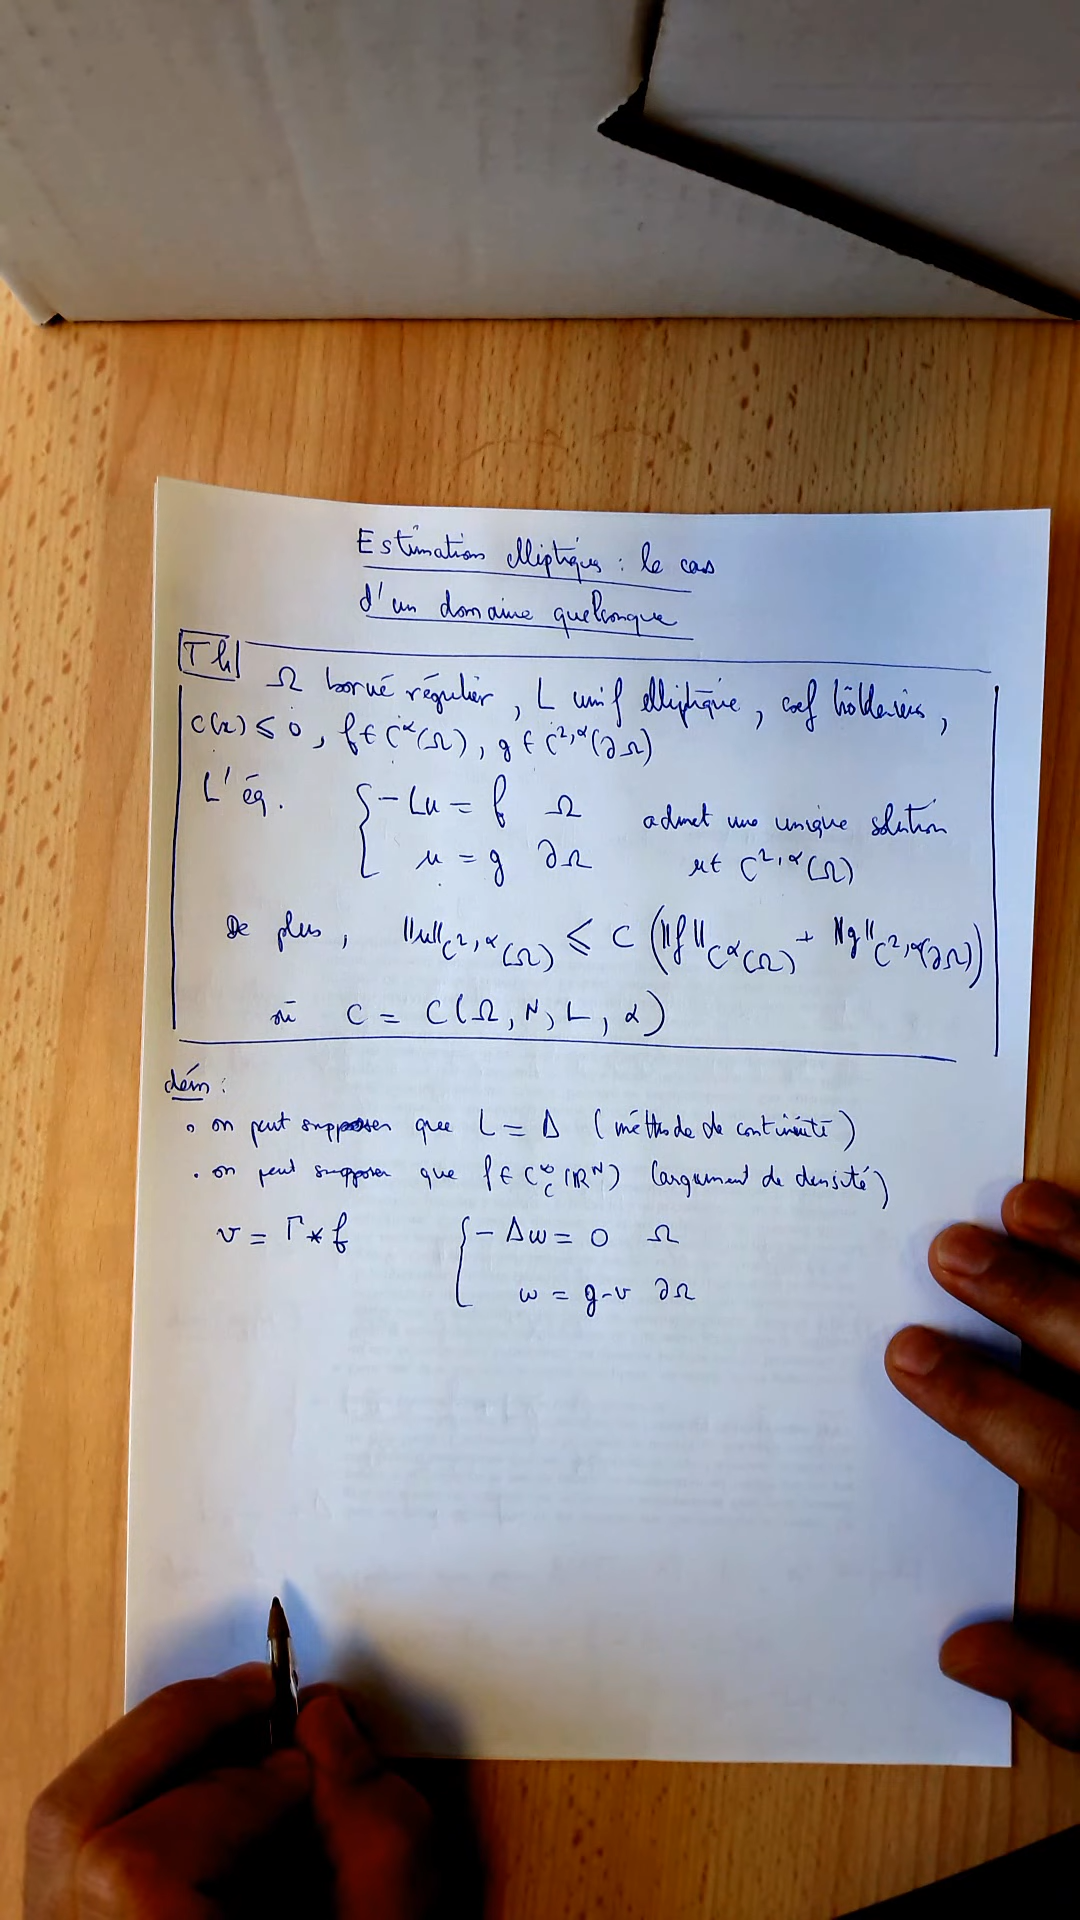 Estimations elliptiques : le cas
d'un domaine quelconque
Th Ω borné régulier, L unif elliptique, coef höldériens,
c(x) ≤ 0, f ∈ C^α(Ω), g ∈ C^{2,α}(∂Ω)
L'éq. { -Lu = f Ω admet une unique solution
u = g ∂Ω u ∈ C^{2,α}(Ω)
De plus, ||u||_{C^{2,α}(Ω)} ≤ C (||f||_{C^α(Ω)} + ||g||_{C^{2,α}(∂Ω)})
où C = C(Ω, N, L, α)
dém :
• on peut supposer que L = Δ (méthode de continuité)
• on peut supposer que f ∈ C_c^∞(ℝ^N) (argument de densité)
v = Γ * f { -Δw = 0 Ω
w = g-v ∂Ω